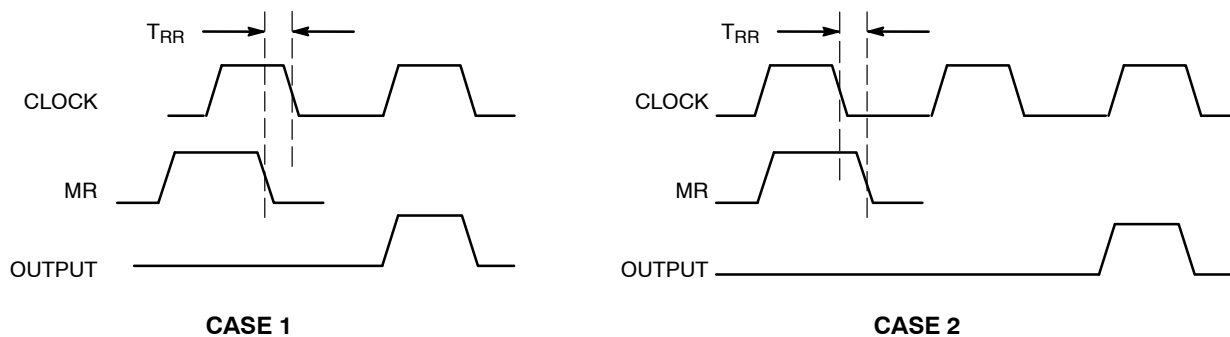 T_RR
CLOCK
MR
OUTPUT
CASE 1
T_RR
CLOCK
MR
OUTPUT
CASE 2